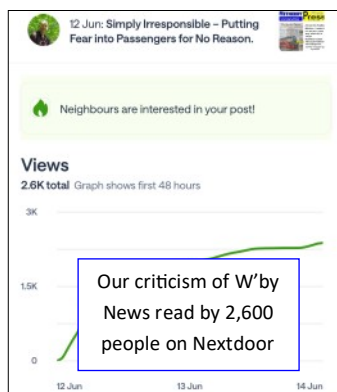 12 Jun: Simply Irresponsible – Putting
Fear into Passengers for No Reason.
Press
Neighbours are interested in your post!
Views
2.6K total Graph shows first 48 hours
3K
1.5K
0
Our criticism of W'by
News read by 2,600
people on Nextdoor
12 Jun
13 Jun
14 Jun